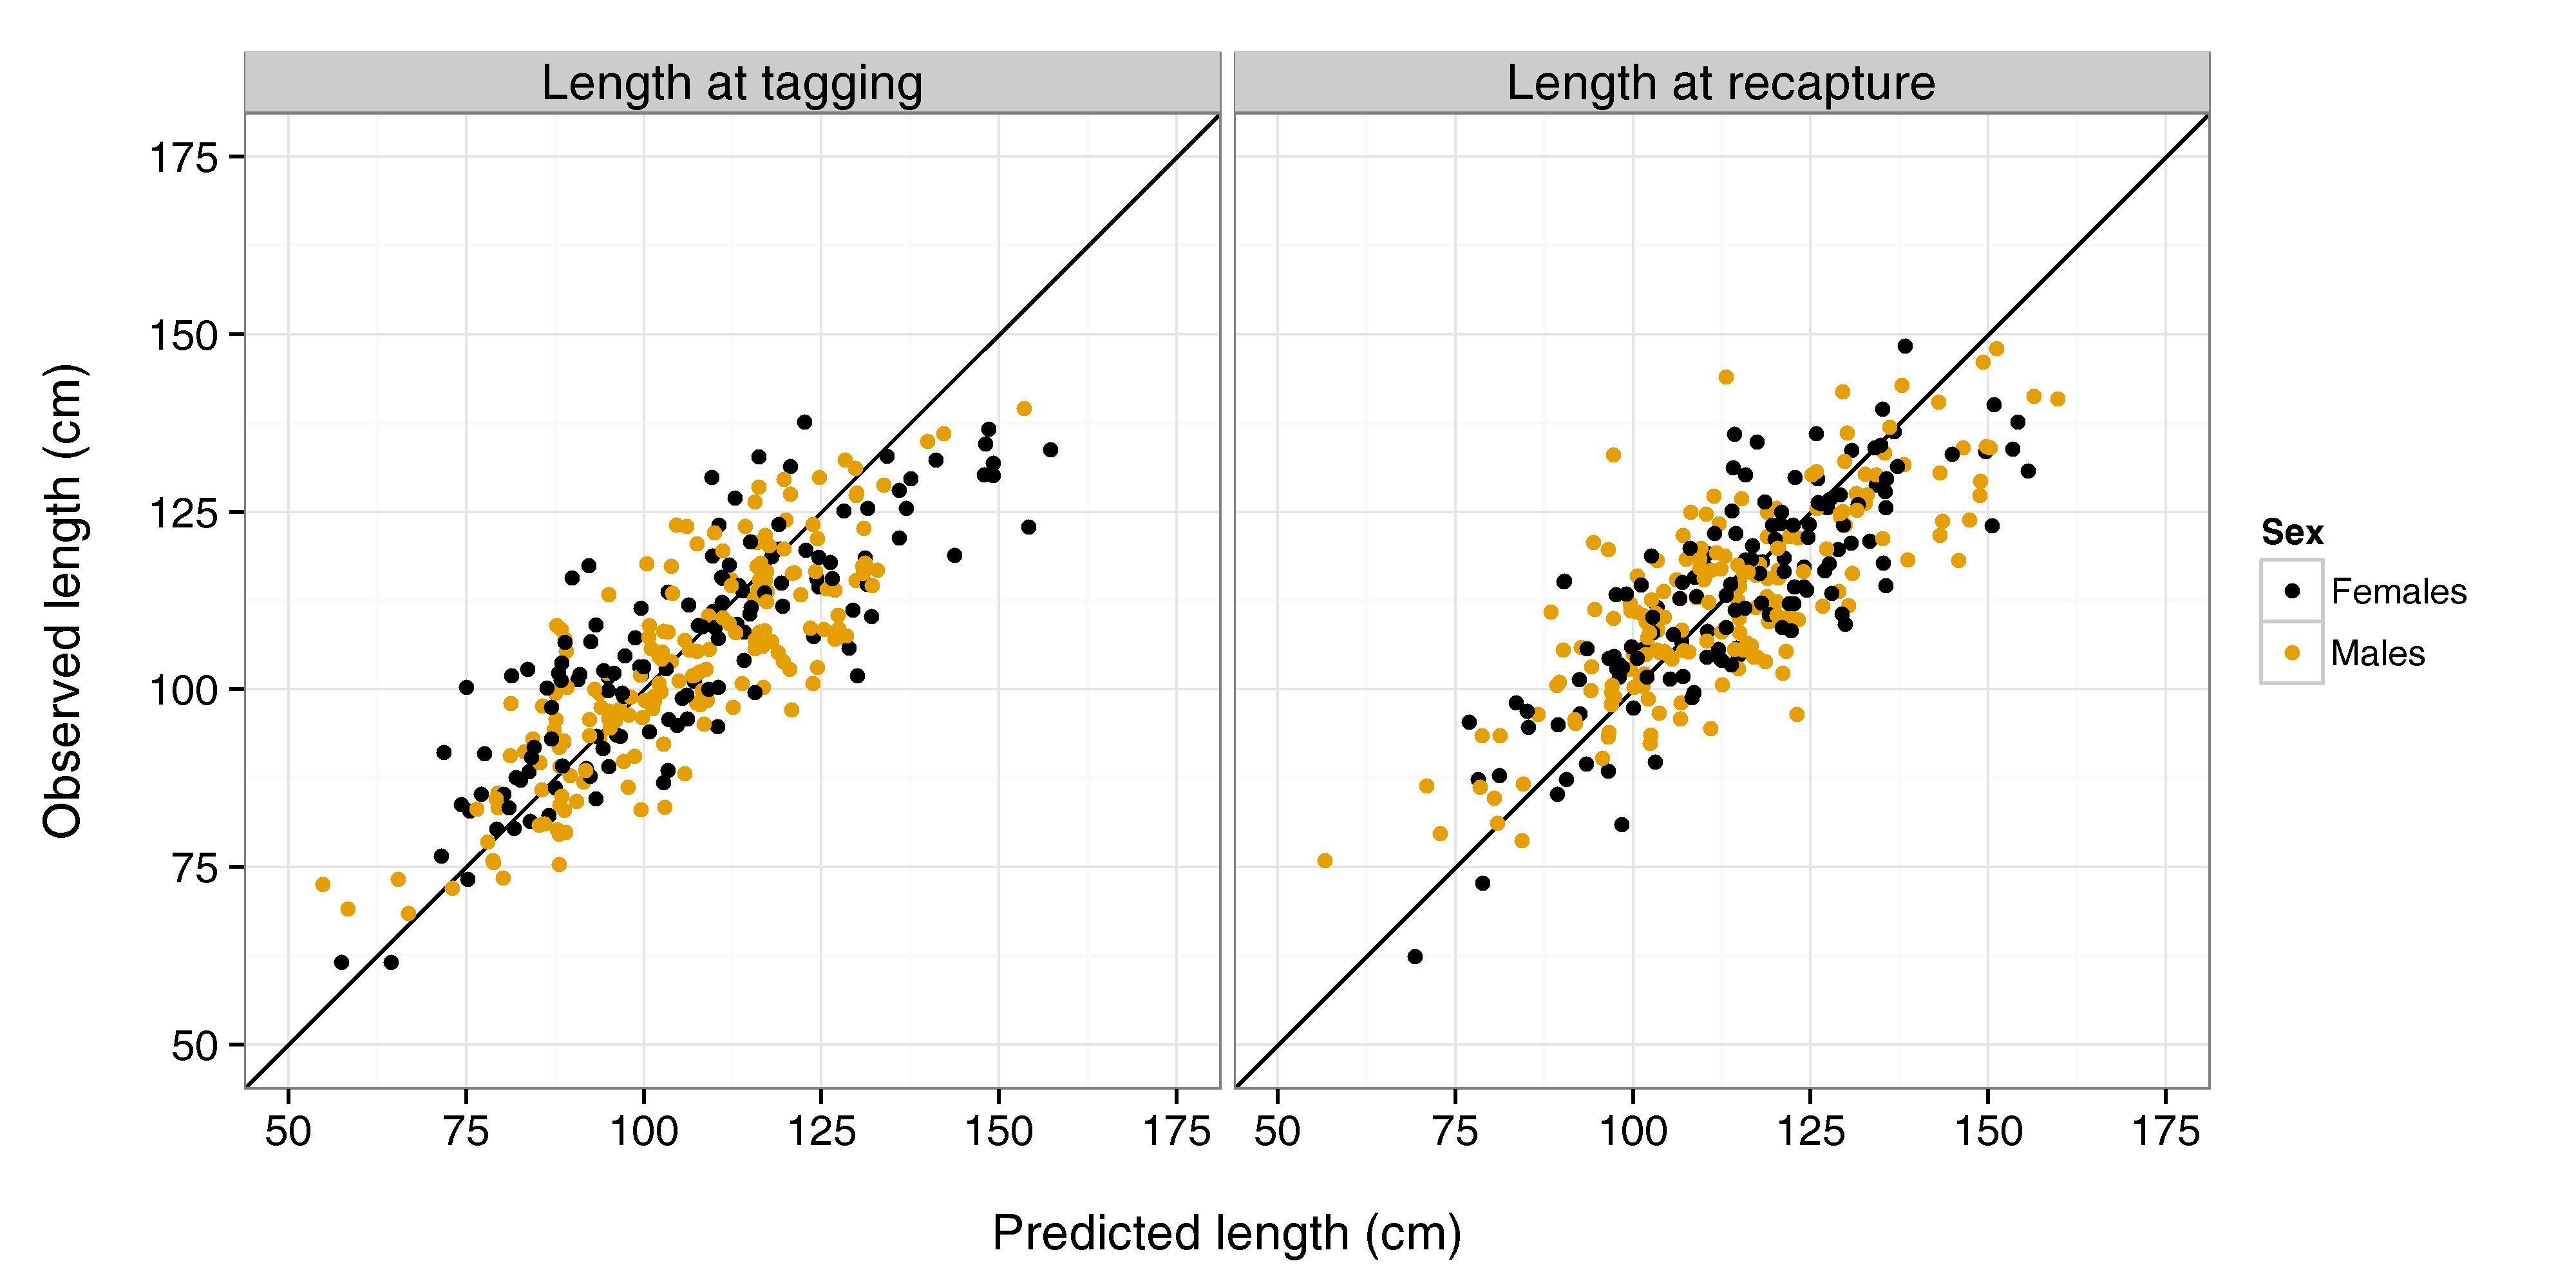 Length at tagging
Length at recapture
175
150
125
100
75
50
Observed length (cm)
50 75 100 125 150 175
50 75 100 125 150 175
Predicted length (cm)
Sex
Females
Males